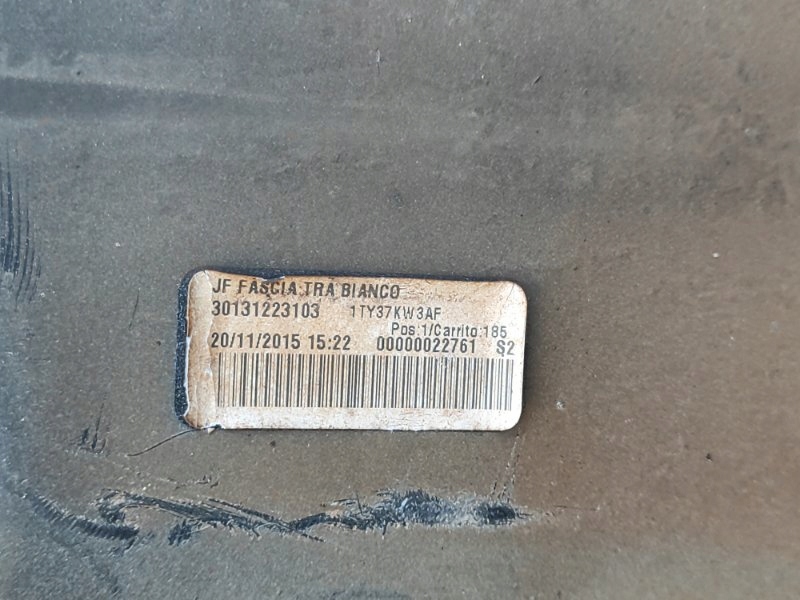 JF FASCIA TRA BIANCO
30131223103 1TY37KW3AF
Pos:1/Carrito:185
20/11/2015 15:22 00000022761 S2